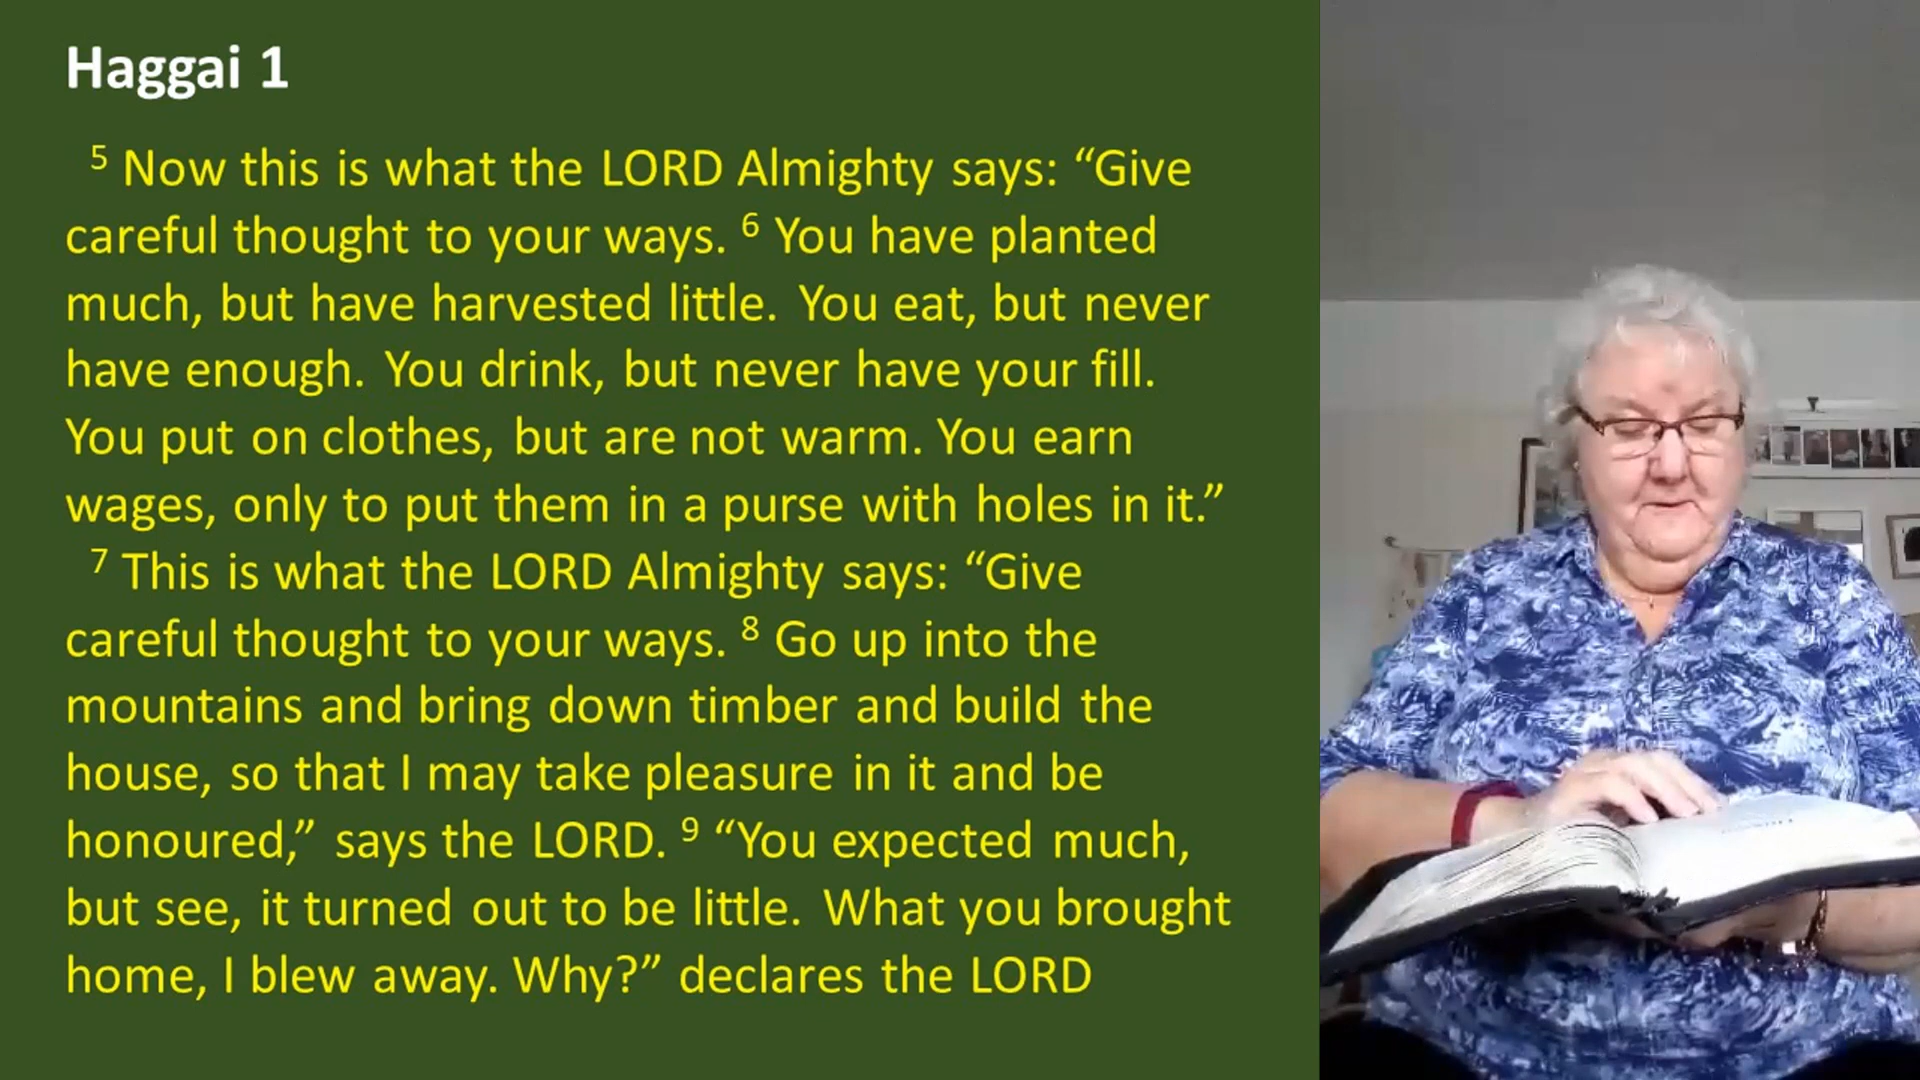 Haggai 1
5 Now this is what the LORD Almighty says: “Give
careful thought to your ways. 6 You have planted
much, but have harvested little. You eat, but never
have enough. You drink, but never have your fill.
You put on clothes, but are not warm. You earn
wages, only to put them in a purse with holes in it.”
7 This is what the LORD Almighty says: “Give
careful thought to your ways. 8 Go up into the
mountains and bring down timber and build the
house, so that I may take pleasure in it and be
honoured,” says the LORD. 9 “You expected much,
but see, it turned out to be little. What you brought
home, I blew away. Why?” declares the LORD